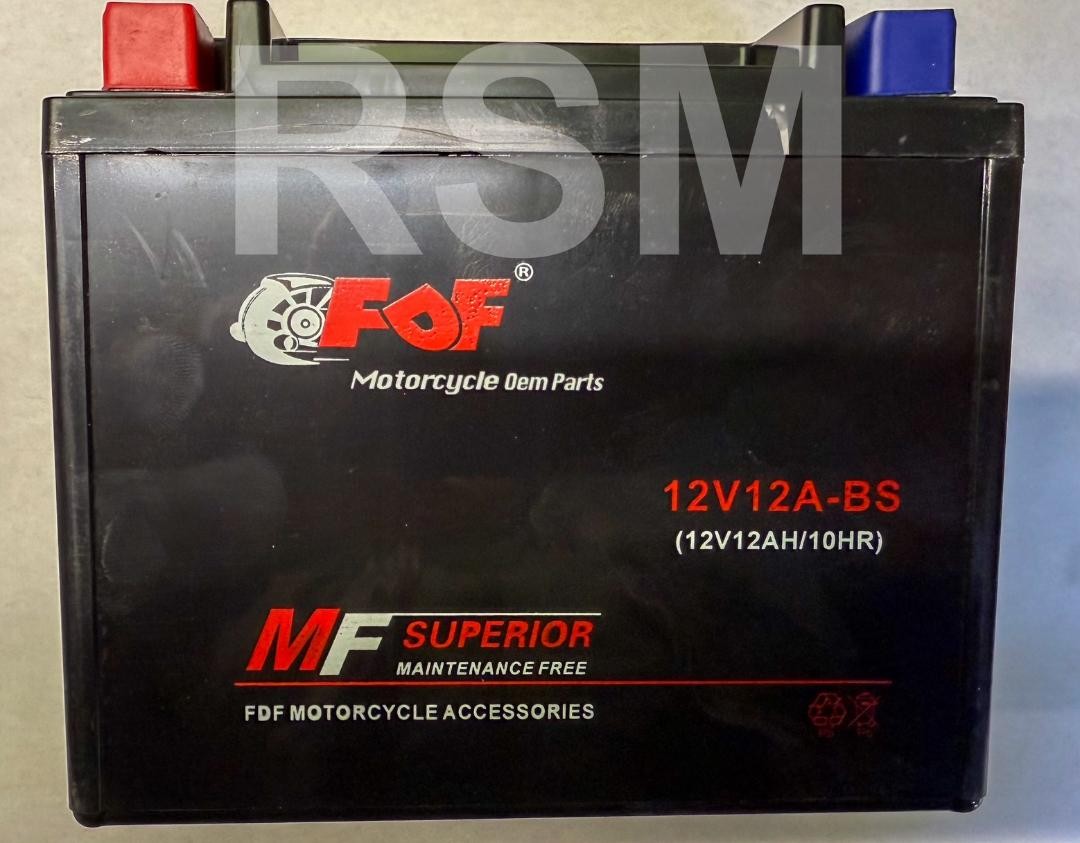 RSM
FDF®
Motorcycle Oem Parts
12V12A-BS
(12V12AH/10HR)
MF SUPERIOR
MAINTENANCE FREE
FDF MOTORCYCLE ACCESSORIES